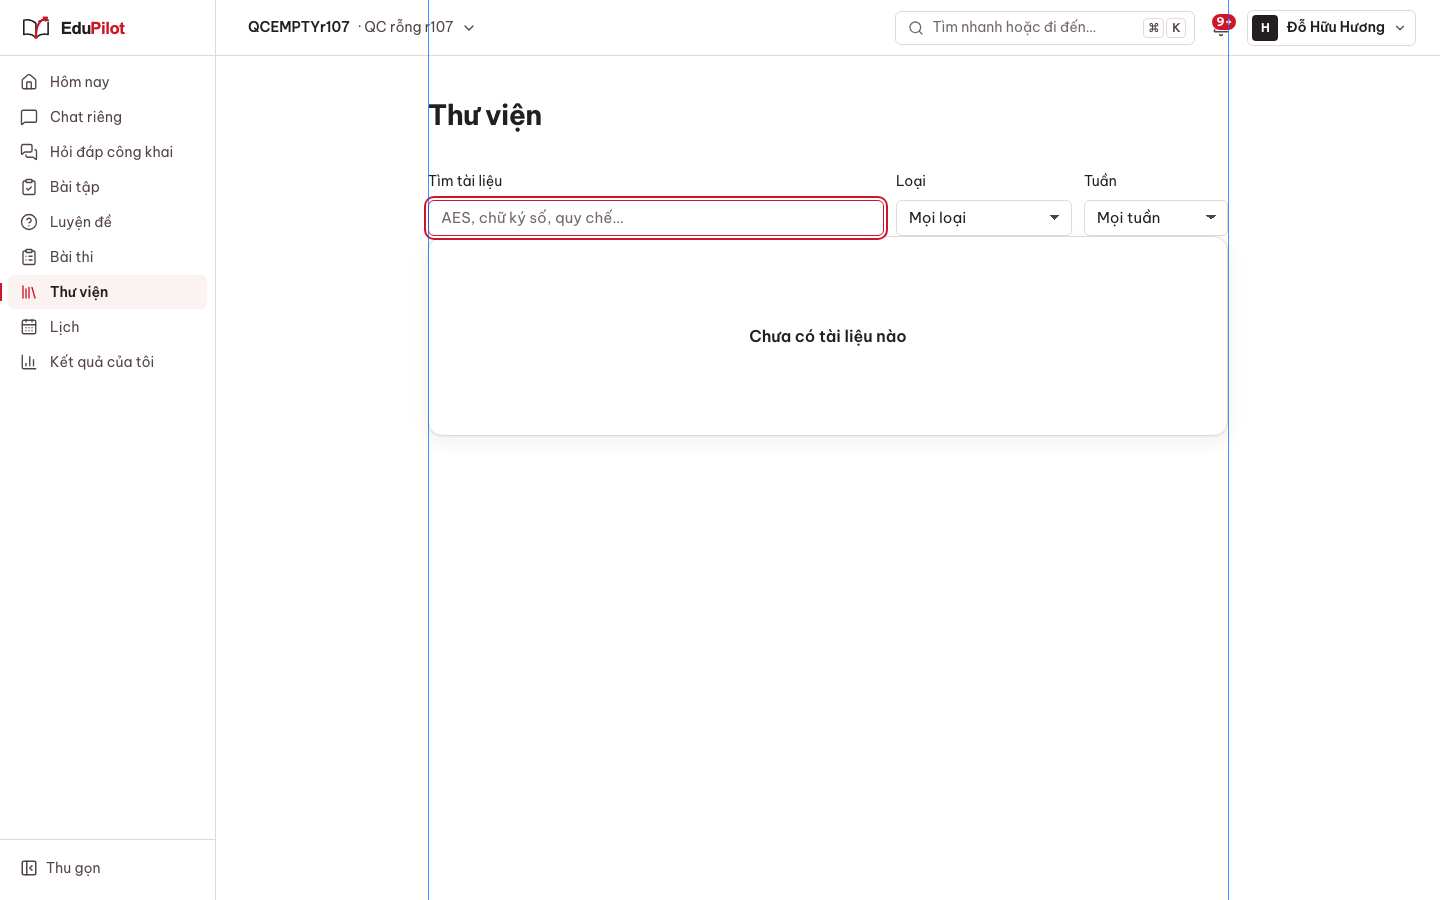 EduPilot
QCEMPTYr107 · QC rỗng r107
Tìm nhanh hoặc đi đến...
⌘ K
9+
H
Đỗ Hữu Hương
Hôm nay
Chat riêng
Hỏi đáp công khai
Bài tập
Luyện đề
Bài thi
Thư viện
Lịch
Kết quả của tôi
Thu gọn
Thư viện
Tìm tài liệu
Loại
Tuần
AES, chữ ký số, quy chế...
Mọi loại
Mọi tuần
Chưa có tài liệu nào